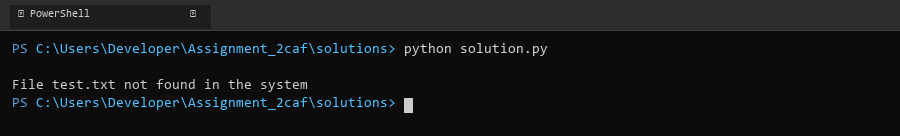 PowerShell
PS C:\Users\Developer\Assignment_2caf\solutions> python solution.py
File test.txt not found in the system
PS C:\Users\Developer\Assignment_2caf\solutions>